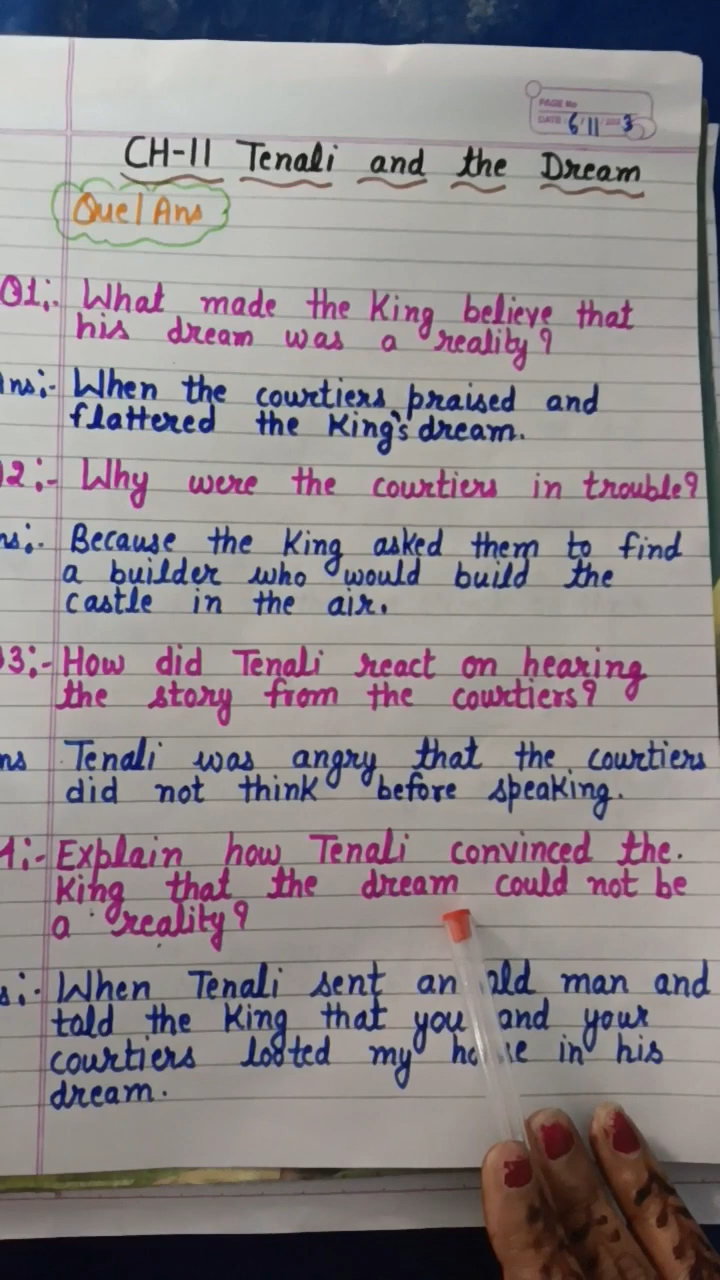 PAGE No
DATE: 6/11/2023
CH-11 Tenali and the Dream
Que/Ans
Q1:. What made the King believe that
his dream was a reality?
Ans:- When the courtiers praised and
flattered the King's dream.
Q2:- Why were the courtiers in trouble?
Ans:. Because the King asked them to find
a builder who would build the
castle in the air.
Q3:- How did Tenali react on hearing
the story from the courtiers?
Ans Tenali was angry that the courtiers
did not think before speaking.
4:- Explain how Tenali convinced the.
King that the dream could not be
a reality?
Ans:- When Tenali sent an old man and
told the King that you and your
courtiers looted my house in his
dream.